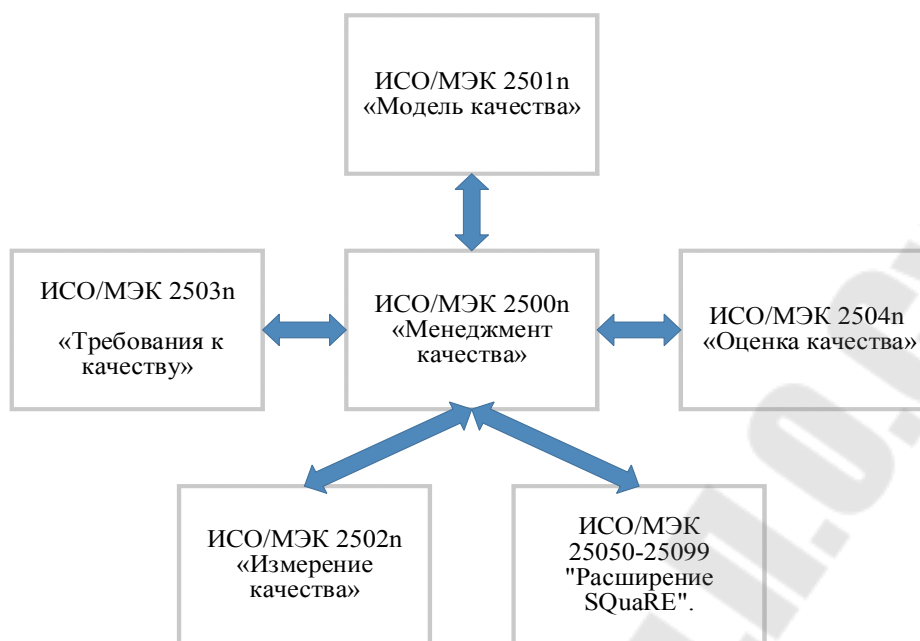 ИСО/МЭК 2501n
«Модель качества»
ИСО/МЭК 2503n
«Требования к
качеству»
ИСО/МЭК 2500n
«Менеджмент
качества»
ИСО/МЭК 2504n
«Оценка качества»
ИСО/МЭК 2502n
«Измерение
качества»
ИСО/МЭК
25050-25099
"Расширение
SQuaRE".